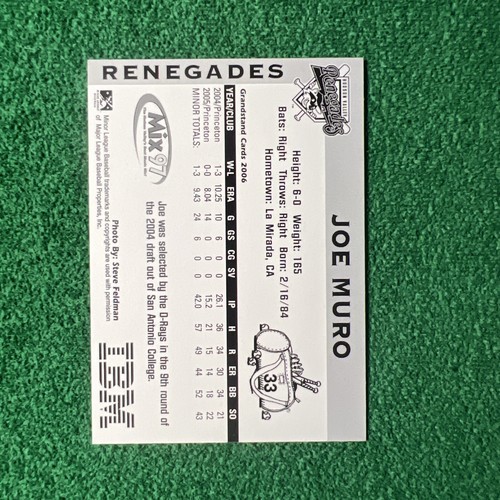 HUDSON VALLEY
Renegades
RENEGADES
JOE MURO
Height: 6-0 Weight: 165
Bats: Right Throws: Right Born: 2/16/84
Hometown: La Mirada, CA
33
Grandstand Cards 2006
YEAR/CLUB W-L ERA G GS CG SV IP H R ER BB SO
2004/Princeton 1-3 10.25 10 6 0 0 26.1 36 34 30 34 21
2005/Princeton 0-0 8.04 14 0 0 0 15.2 21 15 14 18 22
MINOR TOTALS: 1-3 9.43 24 6 0 0 42.0 57 49 44 52 43
Mix 97
Joe was selected by the D-Rays in the 9th round of
the 2004 draft out of San Antonio College.
IBM
Minor League Baseball trademarks
and copyrights are used with permission
of Major League Baseball Properties, Inc.
Photo By: Steve Feldman